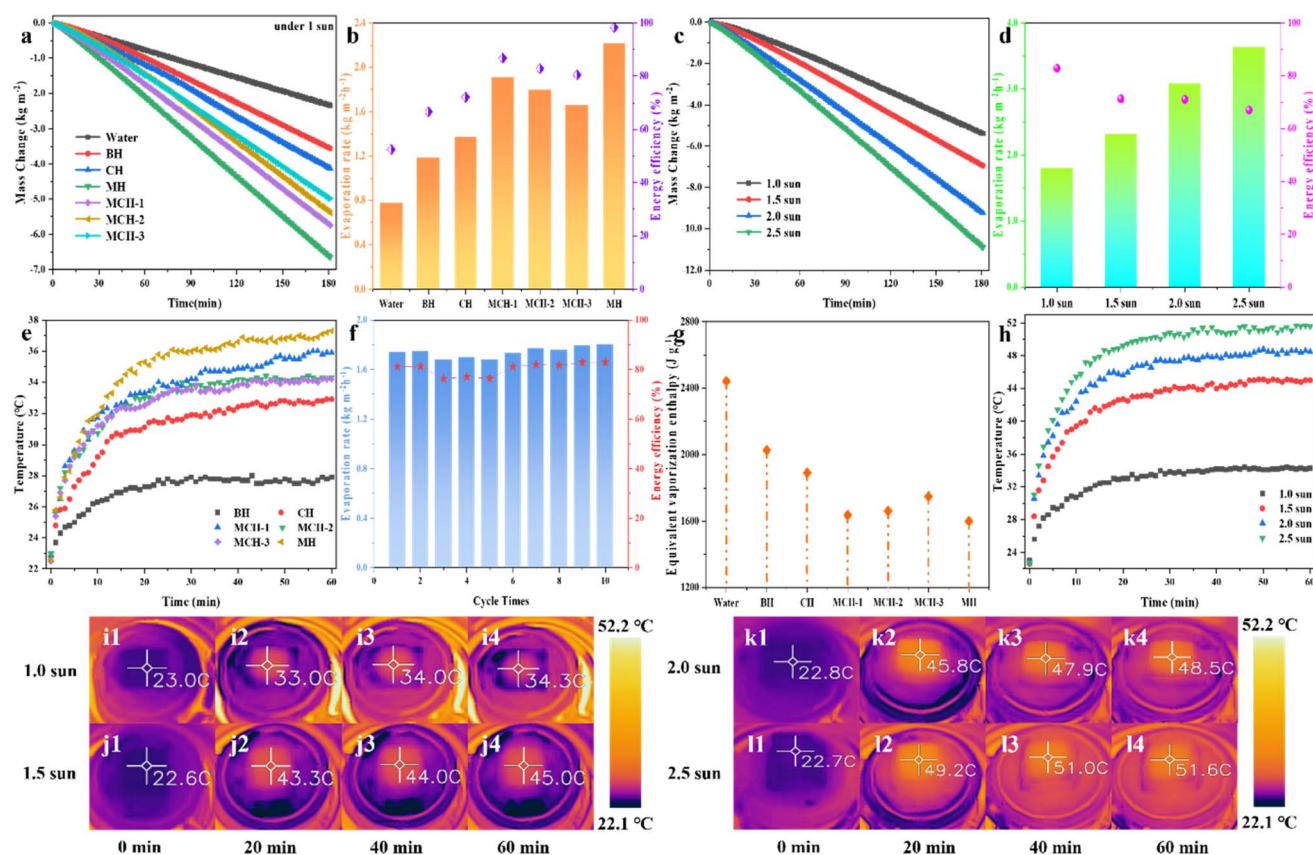 a
under 1 sun
Mass Change (kg m⁻²)
0.0
-1.0
-2.0
-3.0
-4.0
-5.0
-6.0
-7.0
Water
BH
CH
MH
MCH-1
MCH-2
MCH-3
0 30 60 90 120 150 180
Time(min)
b
Evaporation rate (kg m⁻²h⁻¹)
2.4
2.0
1.6
1.2
0.8
0.4
0.0
Water BH CH MCH-1 MCH-2 MCH-3 MH
100
80
60
40
20
0
Energy efficiency (%)
c
Mass Change (kg m⁻²)
0.0
-2.0
-4.0
-6.0
-8.0
-10.0
-12.0
1.0 sun
1.5 sun
2.0 sun
2.5 sun
0 30 60 90 120 150 180
Time(min)
d
Evaporation rate (kg m⁻²h⁻¹)
4.0
3.0
2.0
1.0
0.0
1.0 sun 1.5 sun 2.0 sun 2.5 sun
100
80
60
40
20
0
Energy efficiency (%)
e
Temperature (°C)
38
36
34
32
30
28
26
24
22
BH CH
MCH-1 MCH-2
MCH-3 MH
0 10 20 30 40 50 60
Time (min)
f
Evaporation rate (kg m⁻²h⁻¹)
2.0
1.8
1.2
0.6
0.0
0 2 4 6 8 10
Cycle Times
100
80
60
40
20
0
Energy efficiency (%)
g
Equivalent vaporization enthalpy (J g⁻¹)
2800
2400
2000
1600
1200
Water BH CH MCH-1 MCH-2 MCH-3 MH
h
Temperature (°C)
52
48
44
40
36
32
28
24
1.0 sun
1.5 sun
2.0 sun
2.5 sun
0 10 20 30 40 50 60
Time (min)
1.0 sun
i1 i2 i3 i4
23.0C 33.0C 34.0C 34.3C
1.5 sun
j1 j2 j3 j4
22.6C 43.3C 44.0C 45.0C
52.2 °C
22.1 °C
0 min 20 min 40 min 60 min
2.0 sun
k1 k2 k3 k4
22.8C 45.8C 47.9C 48.5C
2.5 sun
l1 l2 l3 l4
22.7C 49.2C 51.0C 51.6C
52.2 °C
22.1 °C
0 min 20 min 40 min 60 min